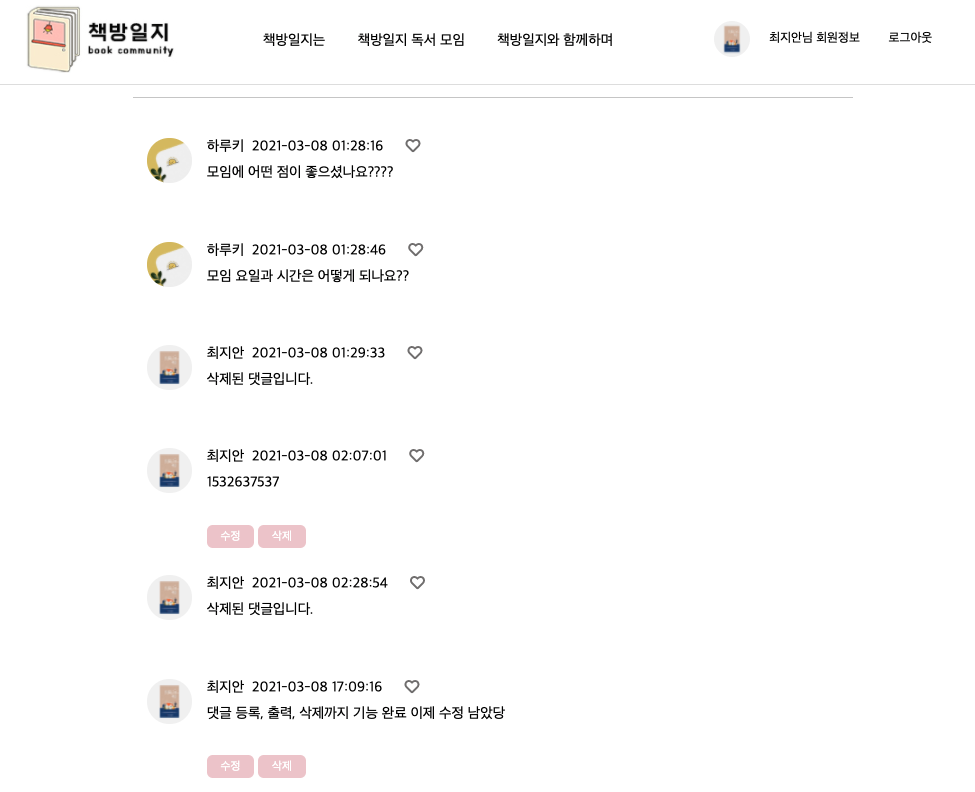 책방일지
book community
책방일지는 책방일지 독서 모임 책방일지와 함께하며 최지안님 회원정보 로그아웃
하루키 2021-03-08 01:28:16
모임에 어떤 점이 좋으셨나요????
하루키 2021-03-08 01:28:46
모임 요일과 시간은 어떻게 되나요??
최지안 2021-03-08 01:29:33
삭제된 댓글입니다.
최지안 2021-03-08 02:07:01
1532637537
수정 삭제
최지안 2021-03-08 02:28:54
삭제된 댓글입니다.
최지안 2021-03-08 17:09:16
댓글 등록, 출력, 삭제까지 기능 완료 이제 수정 남았당
수정 삭제